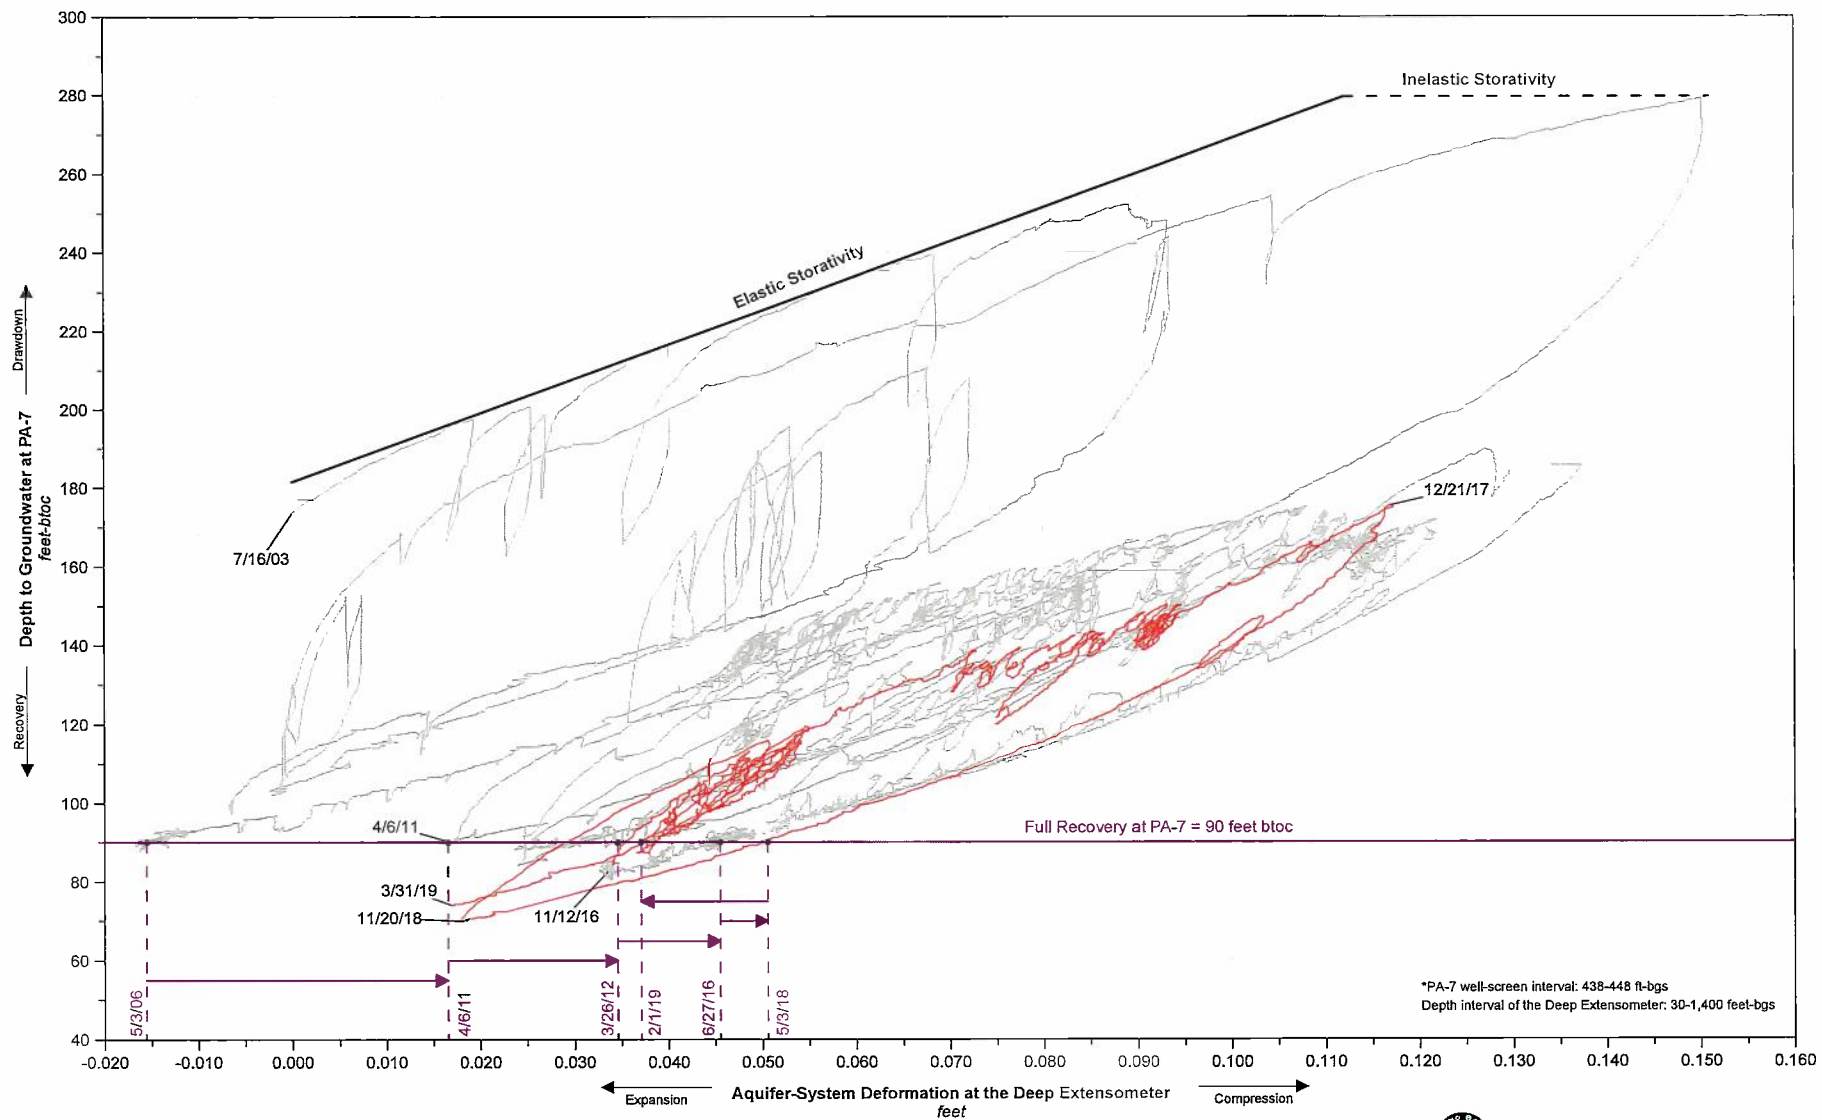 300
280
260
240
220
200
180
160
140
120
100
80
60
40
Drawdown
Depth to Groundwater at PA-7
feet-btoc
Recovery
Inelastic Storativity
Elastic Storativity
7/16/03
12/21/17
Full Recovery at PA-7 = 90 feet btoc
4/6/11
3/31/19
11/20/18
11/12/16
5/3/06
4/6/11
3/26/12
2/1/19
6/27/16
5/3/18
*PA-7 well-screen interval: 438-448 ft-bgs
Depth interval of the Deep Extensometer: 30-1,400 feet-bgs
-0.020 -0.010 0.000 0.010 0.020 0.030 0.040 0.050 0.060 0.070 0.080 0.090 0.100 0.110 0.120 0.130 0.140 0.150 0.160
Expansion Aquifer-System Deformation at the Deep Extensometer Compression
feet